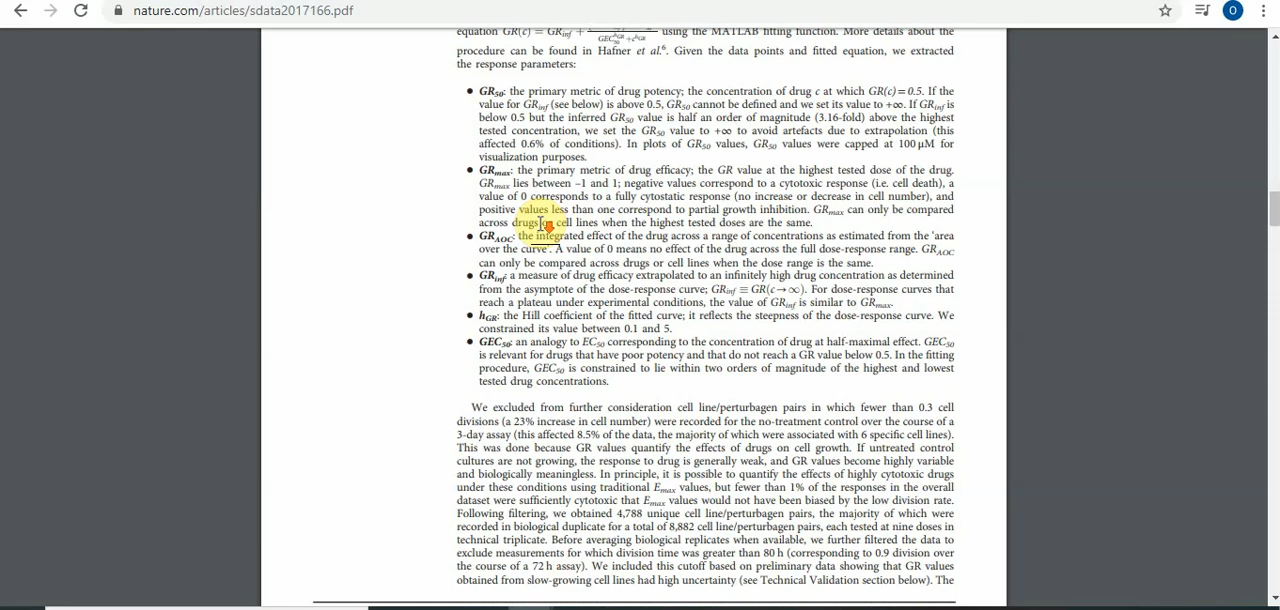 nature.com/articles/sdata2017166.pdf
O
equation GR(c) = GRinf + using the MATLAB fitting function. More details about the
GEC50^hGR + c^hGR
procedure can be found in Hafner et al.6. Given the data points and fitted equation, we extracted
the response parameters:
● GR50: the primary metric of drug potency; the concentration of drug c at which GR(c) = 0.5. If the
value for GRinf (see below) is above 0.5, GR50 cannot be defined and we set its value to +∞. If GRinf is
below 0.5 but the inferred GR50 value is half an order of magnitude (3.16-fold) above the highest
tested concentration, we set the GR50 value to +∞ to avoid artefacts due to extrapolation (this
affected 0.6% of conditions). In plots of GR50 values, GR50 values were capped at 100 μM for
visualization purposes.
● GRmax: the primary metric of drug efficacy; the GR value at the highest tested dose of the drug.
GRmax lies between −1 and 1; negative values correspond to a cytotoxic response (i.e. cell death), a
value of 0 corresponds to a fully cytostatic response (no increase or decrease in cell number), and
positive values less than one correspond to partial growth inhibition. GRmax can only be compared
across drugs or cell lines when the highest tested doses are the same.
● GRAOC: the integrated effect of the drug across a range of concentrations as estimated from the 'area
over the curve'. A value of 0 means no effect of the drug across the full dose-response range. GRAOC
can only be compared across drugs or cell lines when the dose range is the same.
● GRinf: a measure of drug efficacy extrapolated to an infinitely high drug concentration as determined
from the asymptote of the dose-response curve; GRinf ≡ GR(c→∞). For dose-response curves that
reach a plateau under experimental conditions, the value of GRinf is similar to GRmax.
● hGR: the Hill coefficient of the fitted curve; it reflects the steepness of the dose-response curve. We
constrained its value between 0.1 and 5.
● GEC50: an analogy to EC50 corresponding to the concentration of drug at half-maximal effect. GEC50
is relevant for drugs that have poor potency and that do not reach a GR value below 0.5. In the fitting
procedure, GEC50 is constrained to lie within two orders of magnitude of the highest and lowest
tested drug concentrations.
We excluded from further consideration cell line/perturbagen pairs in which fewer than 0.3 cell
divisions (a 23% increase in cell number) were recorded for the no-treatment control over the course of a
3-day assay (this affected 8.5% of the data, the majority of which were associated with 6 specific cell lines).
This was done because GR values quantify the effects of drugs on cell growth. If untreated control
cultures are not growing, the response to drug is generally weak, and GR values become highly variable
and biologically meaningless. In principle, it is possible to quantify the effects of highly cytotoxic drugs
under these conditions using traditional Emax values, but fewer than 1% of the responses in the overall
dataset were sufficiently cytotoxic that Emax values would not have been biased by the low division rate.
Following filtering, we obtained 4,788 unique cell line/perturbagen pairs, the majority of which were
recorded in biological duplicate for a total of 8,882 cell line/perturbagen pairs, each tested at nine doses in
technical triplicate. Before averaging biological replicates when available, we further filtered the data to
exclude measurements for which division time was greater than 80 h (corresponding to 0.9 division over
the course of a 72 h assay). We included this cutoff based on preliminary data showing that GR values
obtained from slow-growing cell lines had high uncertainty (see Technical Validation section below). The